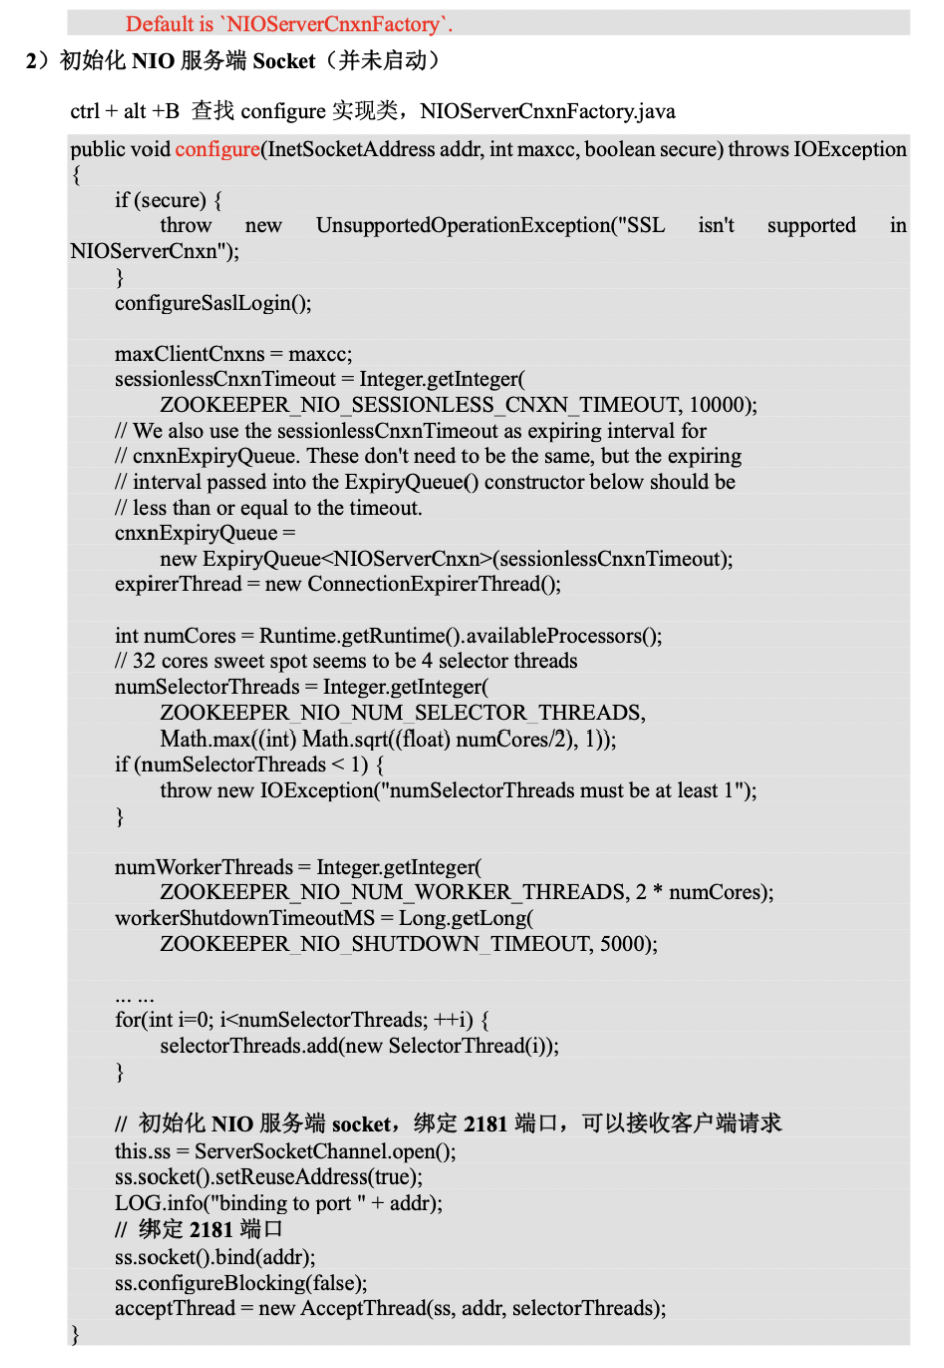 Default is `NIOServerCnxnFactory`.
2）初始化 NIO 服务端 Socket（并未启动）
ctrl + alt +B 查找 configure 实现类，NIOServerCnxnFactory.java
public void configure(InetSocketAddress addr, int maxcc, boolean secure) throws IOException
{
if (secure) {
throw new UnsupportedOperationException("SSL isn't supported in
NIOServerCnxn");
}
configureSaslLogin();
maxClientCnxns = maxcc;
sessionlessCnxnTimeout = Integer.getInteger(
ZOOKEEPER_NIO_SESSIONLESS_CNXN_TIMEOUT, 10000);
// We also use the sessionlessCnxnTimeout as expiring interval for
// cnxnExpiryQueue. These don't need to be the same, but the expiring
// interval passed into the ExpiryQueue() constructor below should be
// less than or equal to the timeout.
cnxnExpiryQueue =
new ExpiryQueue<NIOServerCnxn>(sessionlessCnxnTimeout);
expirerThread = new ConnectionExpirerThread();
int numCores = Runtime.getRuntime().availableProcessors();
// 32 cores sweet spot seems to be 4 selector threads
numSelectorThreads = Integer.getInteger(
ZOOKEEPER_NIO_NUM_SELECTOR_THREADS,
Math.max((int) Math.sqrt((float) numCores/2), 1));
if (numSelectorThreads < 1) {
throw new IOException("numSelectorThreads must be at least 1");
}
numWorkerThreads = Integer.getInteger(
ZOOKEEPER_NIO_NUM_WORKER_THREADS, 2 * numCores);
workerShutdownTimeoutMS = Long.getLong(
ZOOKEEPER_NIO_SHUTDOWN_TIMEOUT, 5000);
... ...
for(int i=0; i<numSelectorThreads; ++i) {
selectorThreads.add(new SelectorThread(i));
}
// 初始化 NIO 服务端 socket，绑定 2181 端口，可以接收客户端请求
this.ss = ServerSocketChannel.open();
ss.socket().setReuseAddress(true);
LOG.info("binding to port " + addr);
// 绑定 2181 端口
ss.socket().bind(addr);
ss.configureBlocking(false);
acceptThread = new AcceptThread(ss, addr, selectorThreads);
}